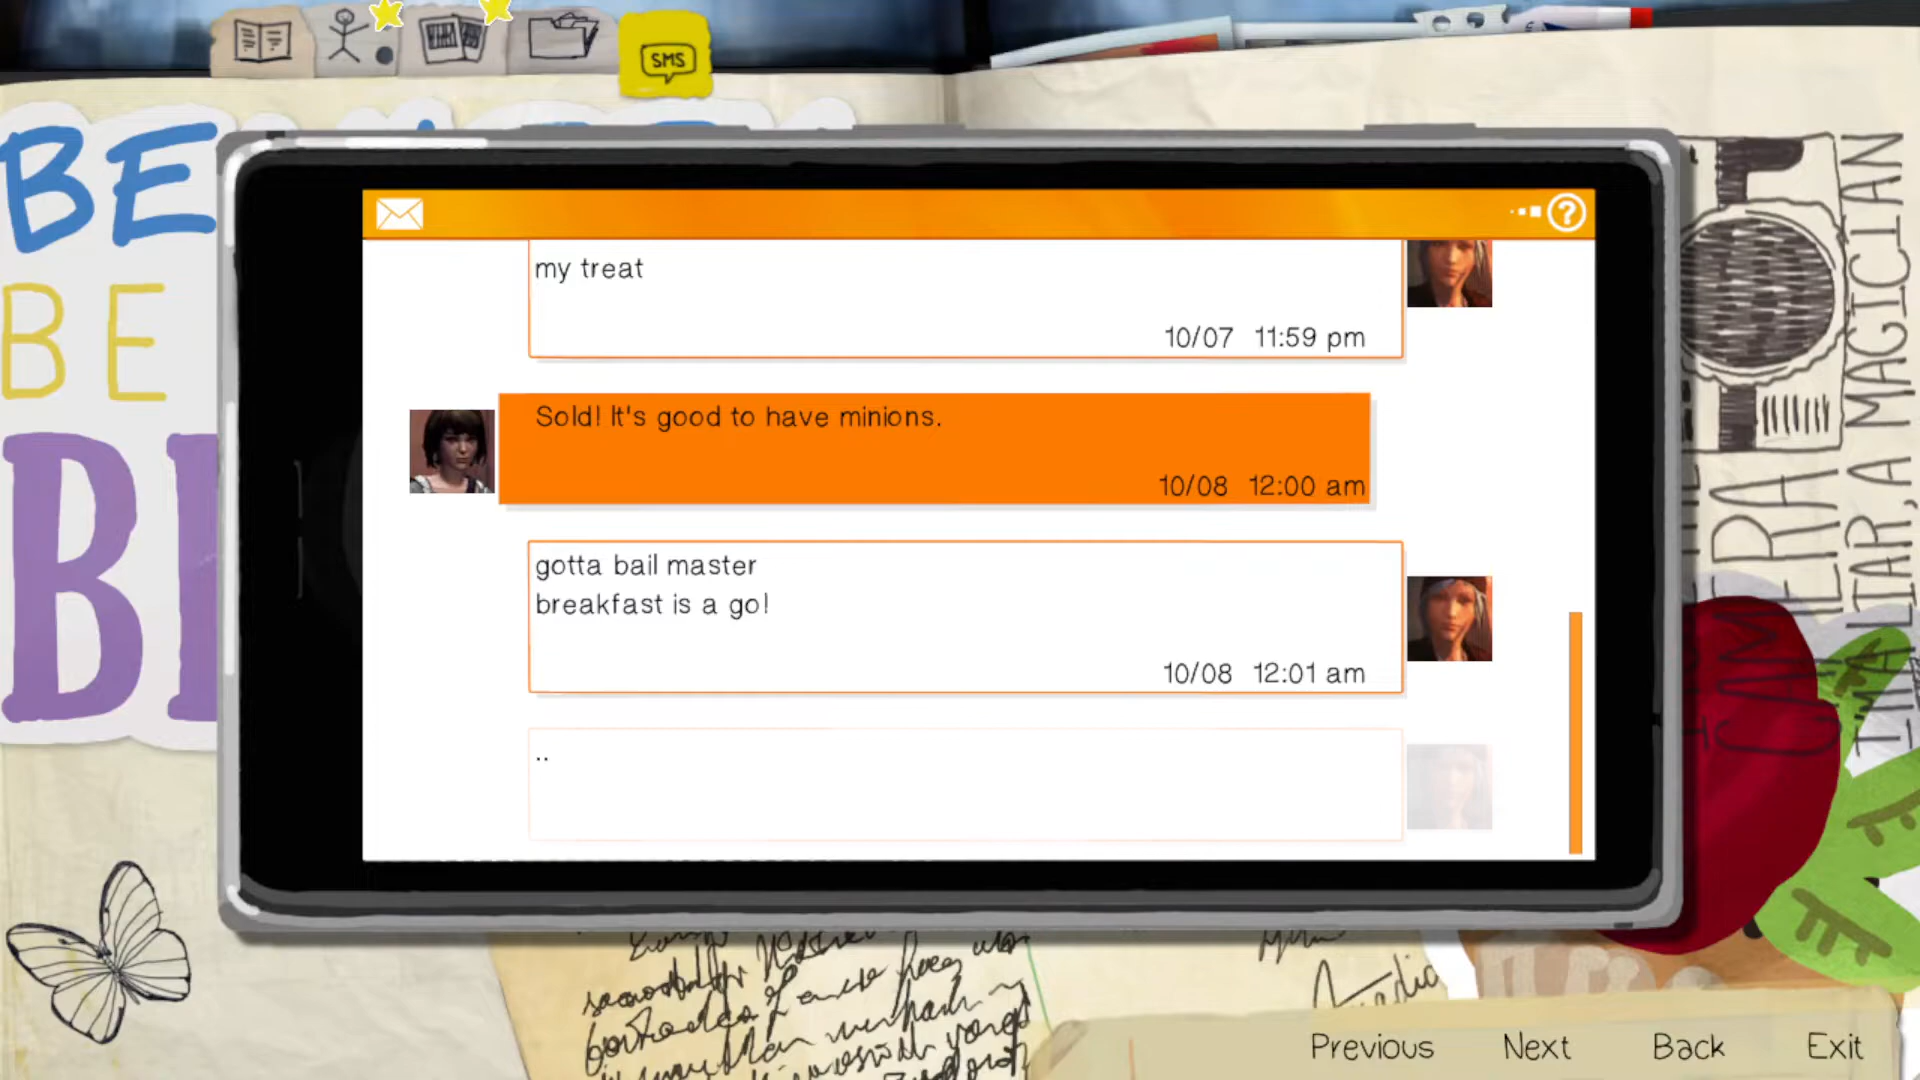 SMS
BE
BE
my treat
10/07 11:59 pm
Sold! It's good to have minions.
10/08 12:00 am
gotta bail master
breakfast is a go!
10/08 12:01 am
..
CAMERA
I'M A LIAR, A MAGICIAN
Previous Next Back Exit